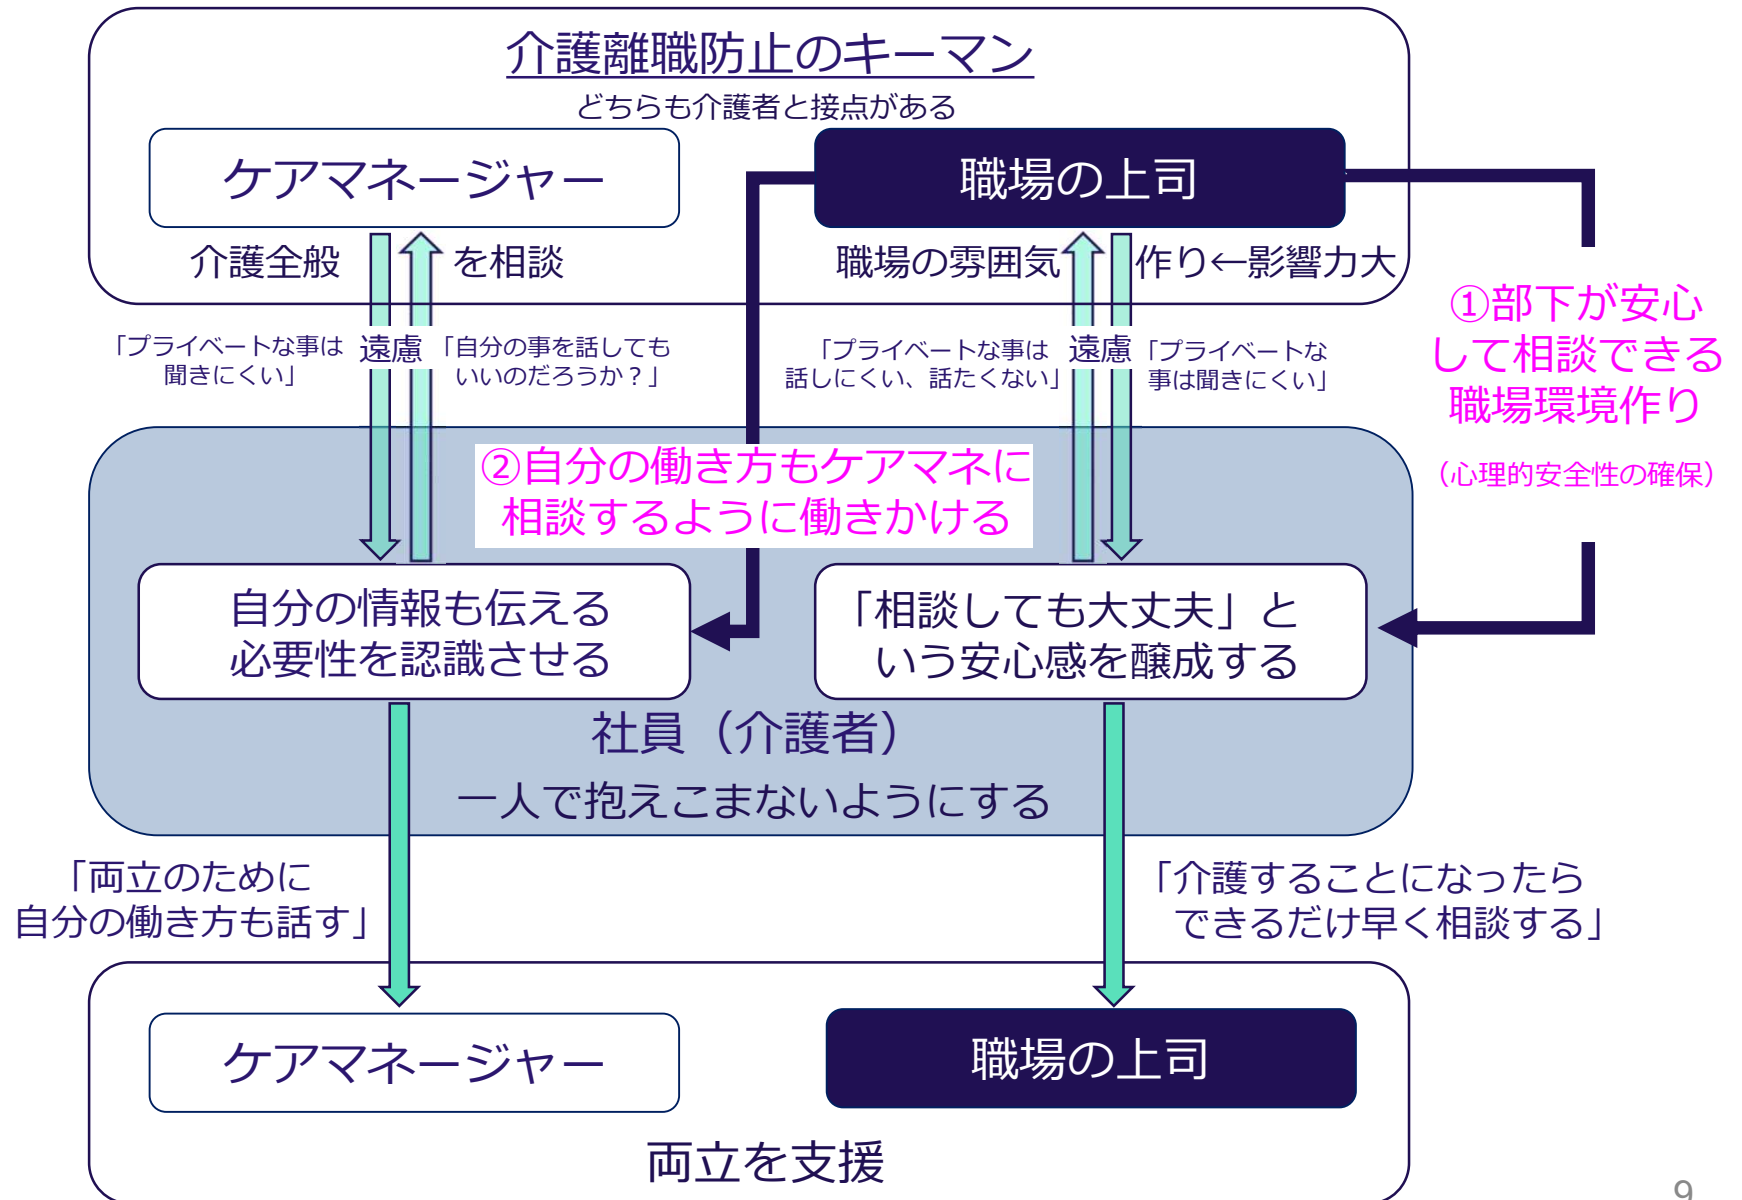 介護離職防止のキーマン
どちらも介護者と接点がある
ケアマネージャー
職場の上司
介護全般
を相談
職場の雰囲気
作り←影響力大
「プライベートな事は
聞きにくい」
遠慮
「自分の事を話しても
いいのだろうか？」
「プライベートな事は
話しにくい、話たくない」
遠慮
「プライベートな
事は聞きにくい」
①部下が安心
して相談できる
職場環境作り
（心理的安全性の確保）
②自分の働き方もケアマネに
相談するように働きかける
自分の情報も伝える
必要性を認識させる
「相談しても大丈夫」と
いう安心感を醸成する
社員（介護者）
一人で抱えこまないようにする
「両立のために
自分の働き方も話す」
「介護することになったら
できるだけ早く相談する」
ケアマネージャー
職場の上司
両立を支援
9